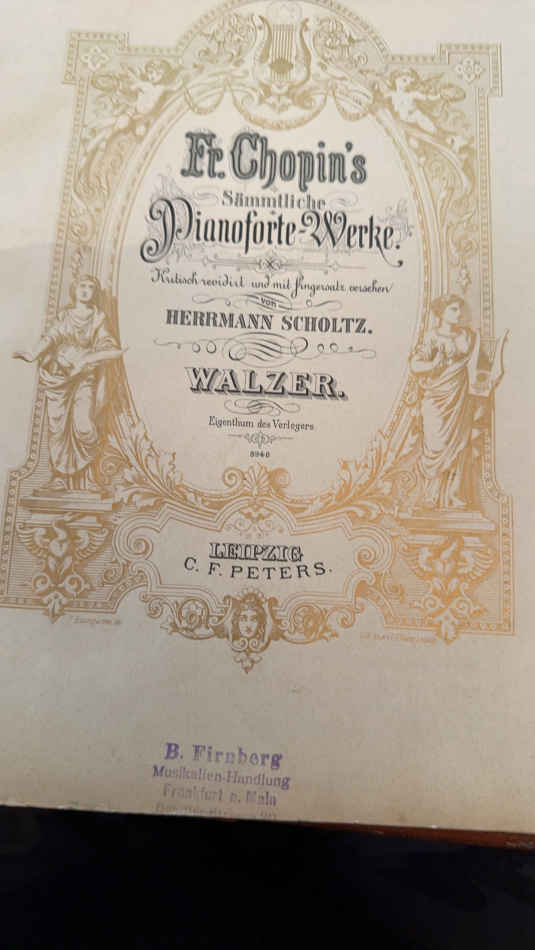 Fr. Chopin's
Sämmtliche
Pianoforte-Werke.
Kritisch revidirt und mit Fingersatz versehen
von
HERRMANN SCHOLTZ.
WALZER.
Eigenthum des Verlegers
LEIPZIG
C. F. PETERS.
B. Firnberg
Musikalien-Handlung
Frankfurt a. Main